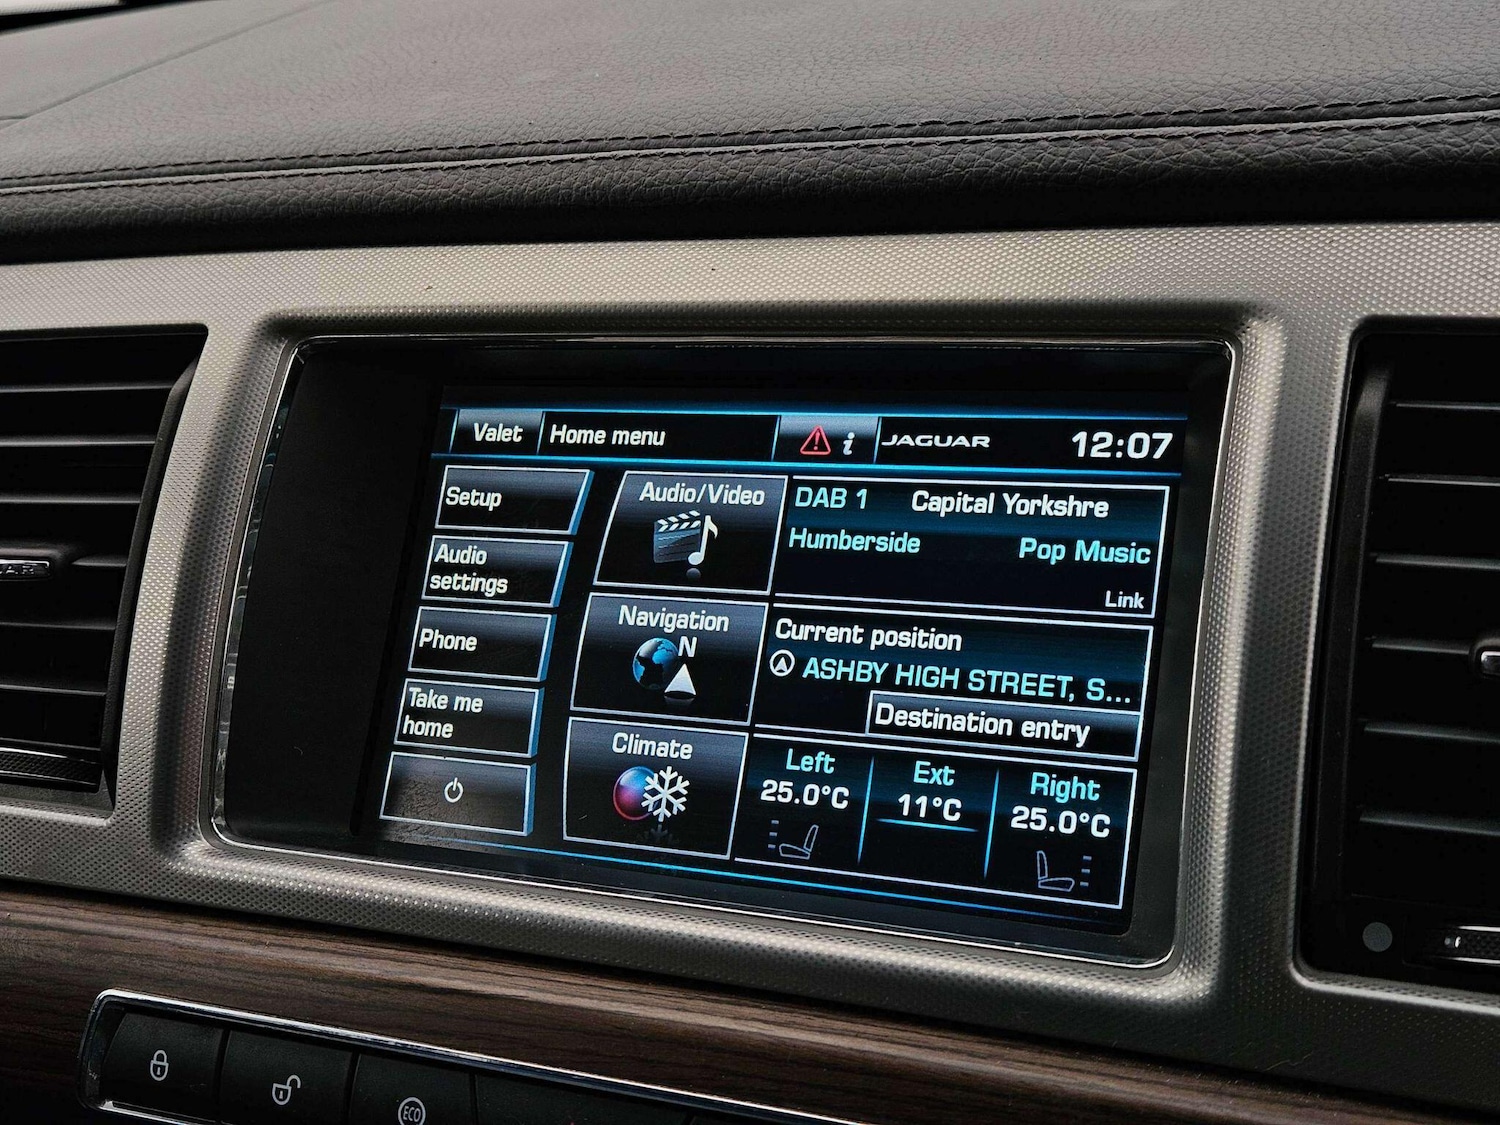 Valet
Home menu
i
JAGUAR
12:07
Setup
Audio
settings
Phone
Take me
home
Audio/Video
DAB 1
Capital Yorkshre
Humberside
Pop Music
Link
Navigation
N
Current position
ASHBY HIGH STREET, S...
Destination entry
Climate
Left
25.0°C
Ext
11°C
Right
25.0°C
ECO